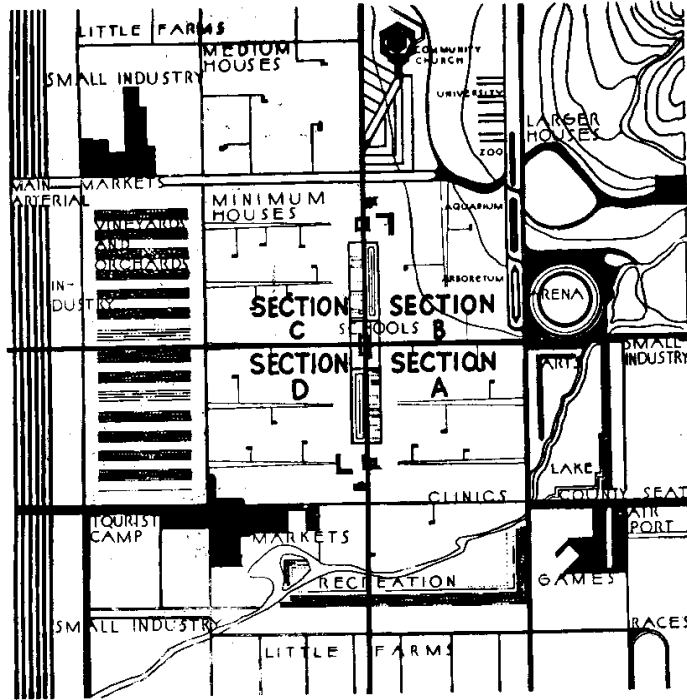 LITTLE FARMS
MEDIUM
HOUSES
COMMUNITY
CHURCH
SMALL INDUSTRY
UNIVERSITY
LARGER
HOUSES
ZOO
MAIN
ARTERIAL
MARKETS
MINIMUM
HOUSES
AQUARIUM
VINEYARDS
AND
ORCHARDS
IN-
DUSTRY
ARBORETUM
ARENA
SECTION
C
SECTION
B
SCHOOLS
SECTION
D
SECTION
A
ARTS
SMALL
INDUSTRY
LAKE
CLINICS
COUNTY SEAT
TOURIST
CAMP
MARKETS
AIR
PORT
RECREATION
GAMES
SMALL INDUSTRY
RACES
LITTLE FARMS